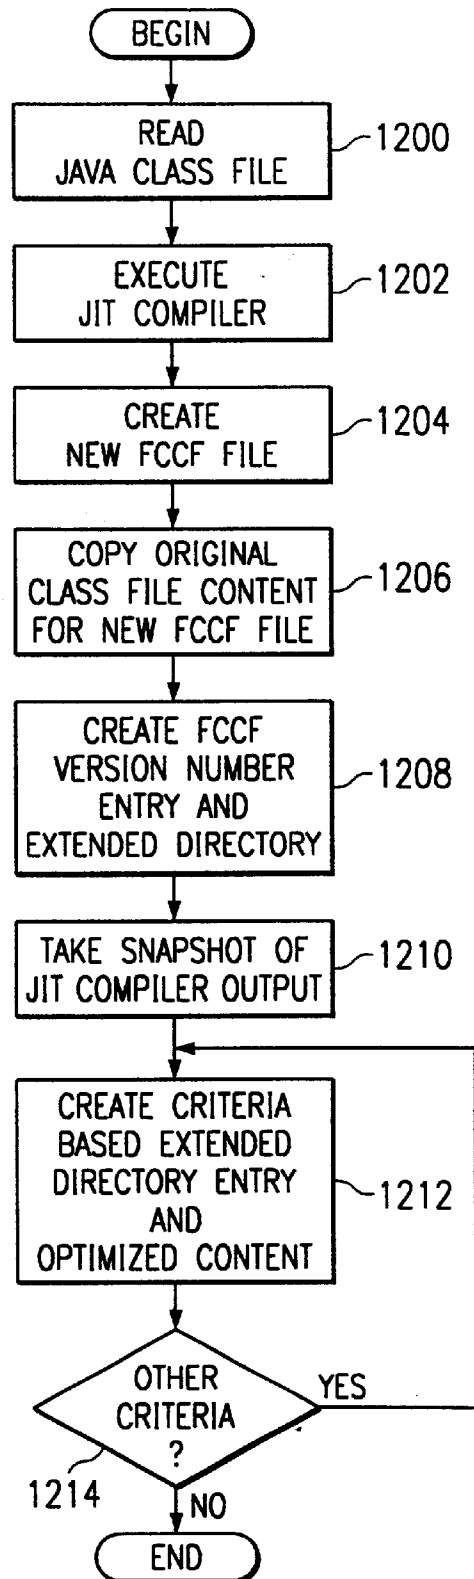 BEGIN
READ
JAVA CLASS FILE
1200
EXECUTE
JIT COMPILER
1202
CREATE
NEW FCCF FILE
1204
COPY ORIGINAL
CLASS FILE CONTENT
FOR NEW FCCF FILE
1206
CREATE FCCF
VERSION NUMBER
ENTRY AND
EXTENDED DIRECTORY
1208
TAKE SNAPSHOT OF
JIT COMPILER OUTPUT
1210
CREATE CRITERIA
BASED EXTENDED
DIRECTORY ENTRY
AND
OPTIMIZED CONTENT
1212
OTHER
CRITERIA
?
YES
1214
NO
END